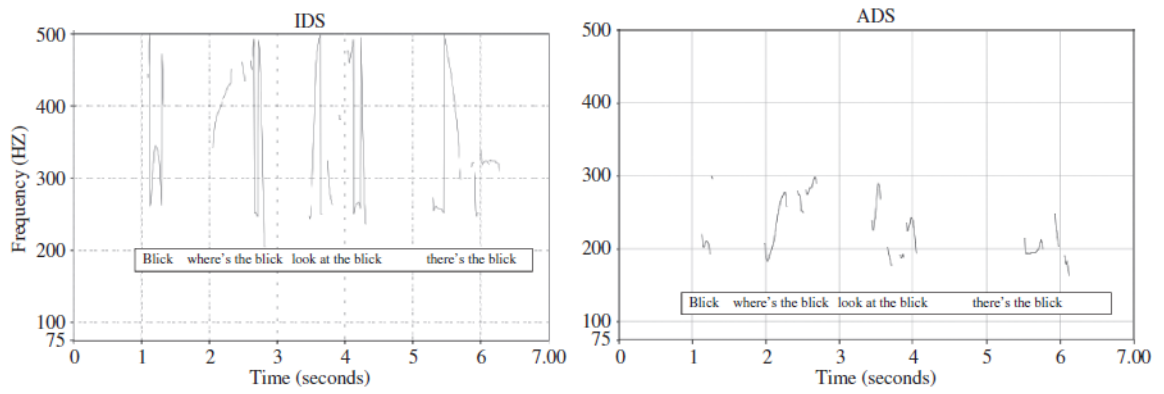 IDS
500
400
300
200
100
75
Frequency (HZ)
Blick where's the blick look at the blick there's the blick
0 1 2 3 4 5 6 7.00
Time (seconds)
ADS
500
400
300
200
100
75
Blick where's the blick look at the blick there's the blick
0 1 2 3 4 5 6 7.00
Time (seconds)